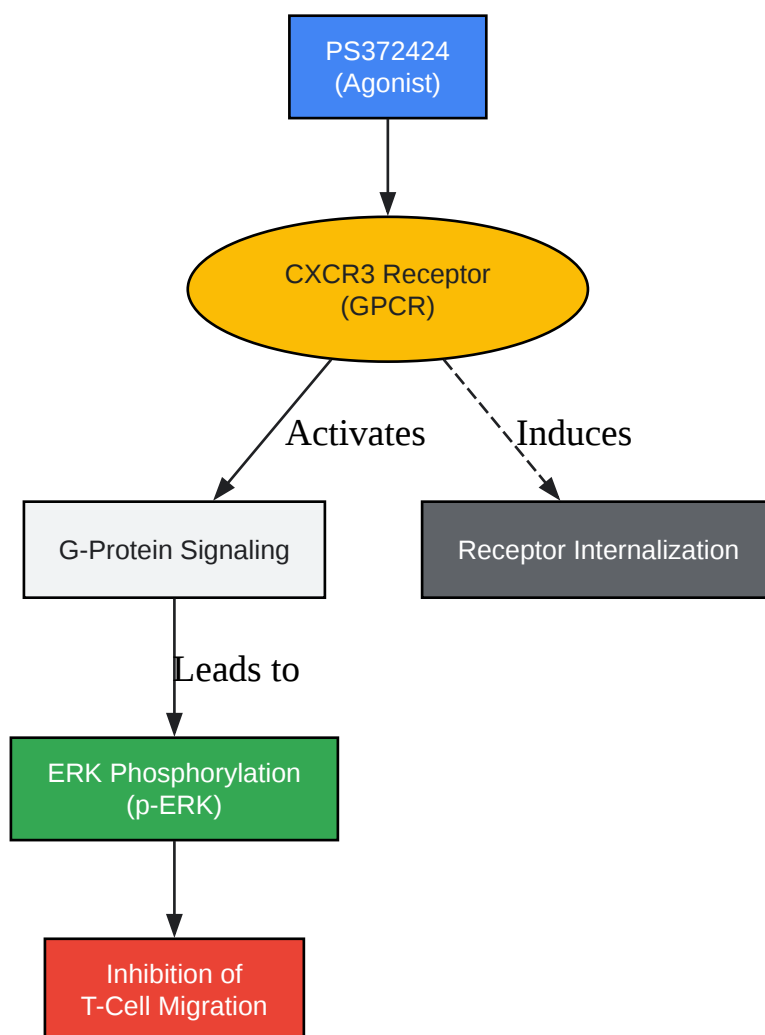 PS372424
(Agonist)
CXCR3 Receptor
(GPCR)
Activates
Induces
G-Protein Signaling
Receptor Internalization
Leads to
ERK Phosphorylation
(p-ERK)
Inhibition of
T-Cell Migration